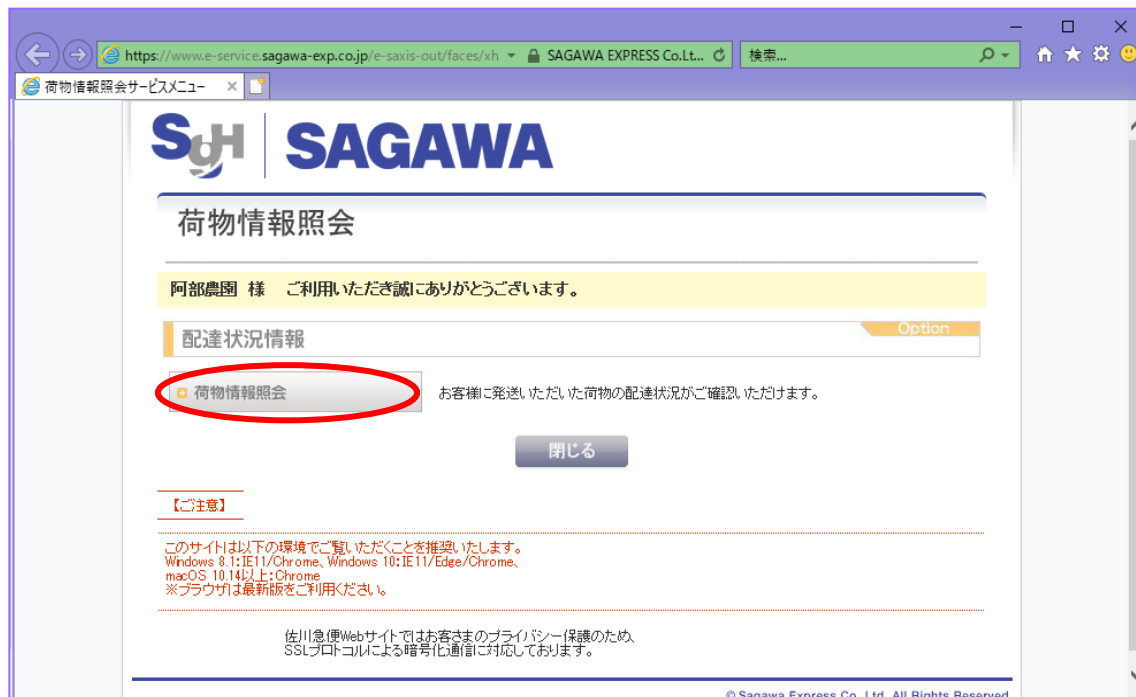 https://www.e-service.sagawa-exp.co.jp/e-saxis-out/faces/xh
SAGAWA EXPRESS Co.Lt...
検索...
荷物情報照会サービスメニュー
SGH
SAGAWA
荷物情報照会
阿部農園 様　ご利用いただき誠にありがとうございます。
配達状況情報
Option
荷物情報照会
お客様に発送いただいた荷物の配達状況がご確認いただけます。
閉じる
【ご注意】
このサイトは以下の環境でご覧いただくことを推奨いたします。
Windows 8.1:IE11/Chrome、Windows 10:IE11/Edge/Chrome、
macOS 10.14以上:Chrome
※ブラウザは最新版をご利用ください。
佐川急便Webサイトではお客さまのプライバシー保護のため、
SSLプロトコルによる暗号化通信に対応しております。
© Sagawa Express Co.,Ltd. All Rights Reserved.